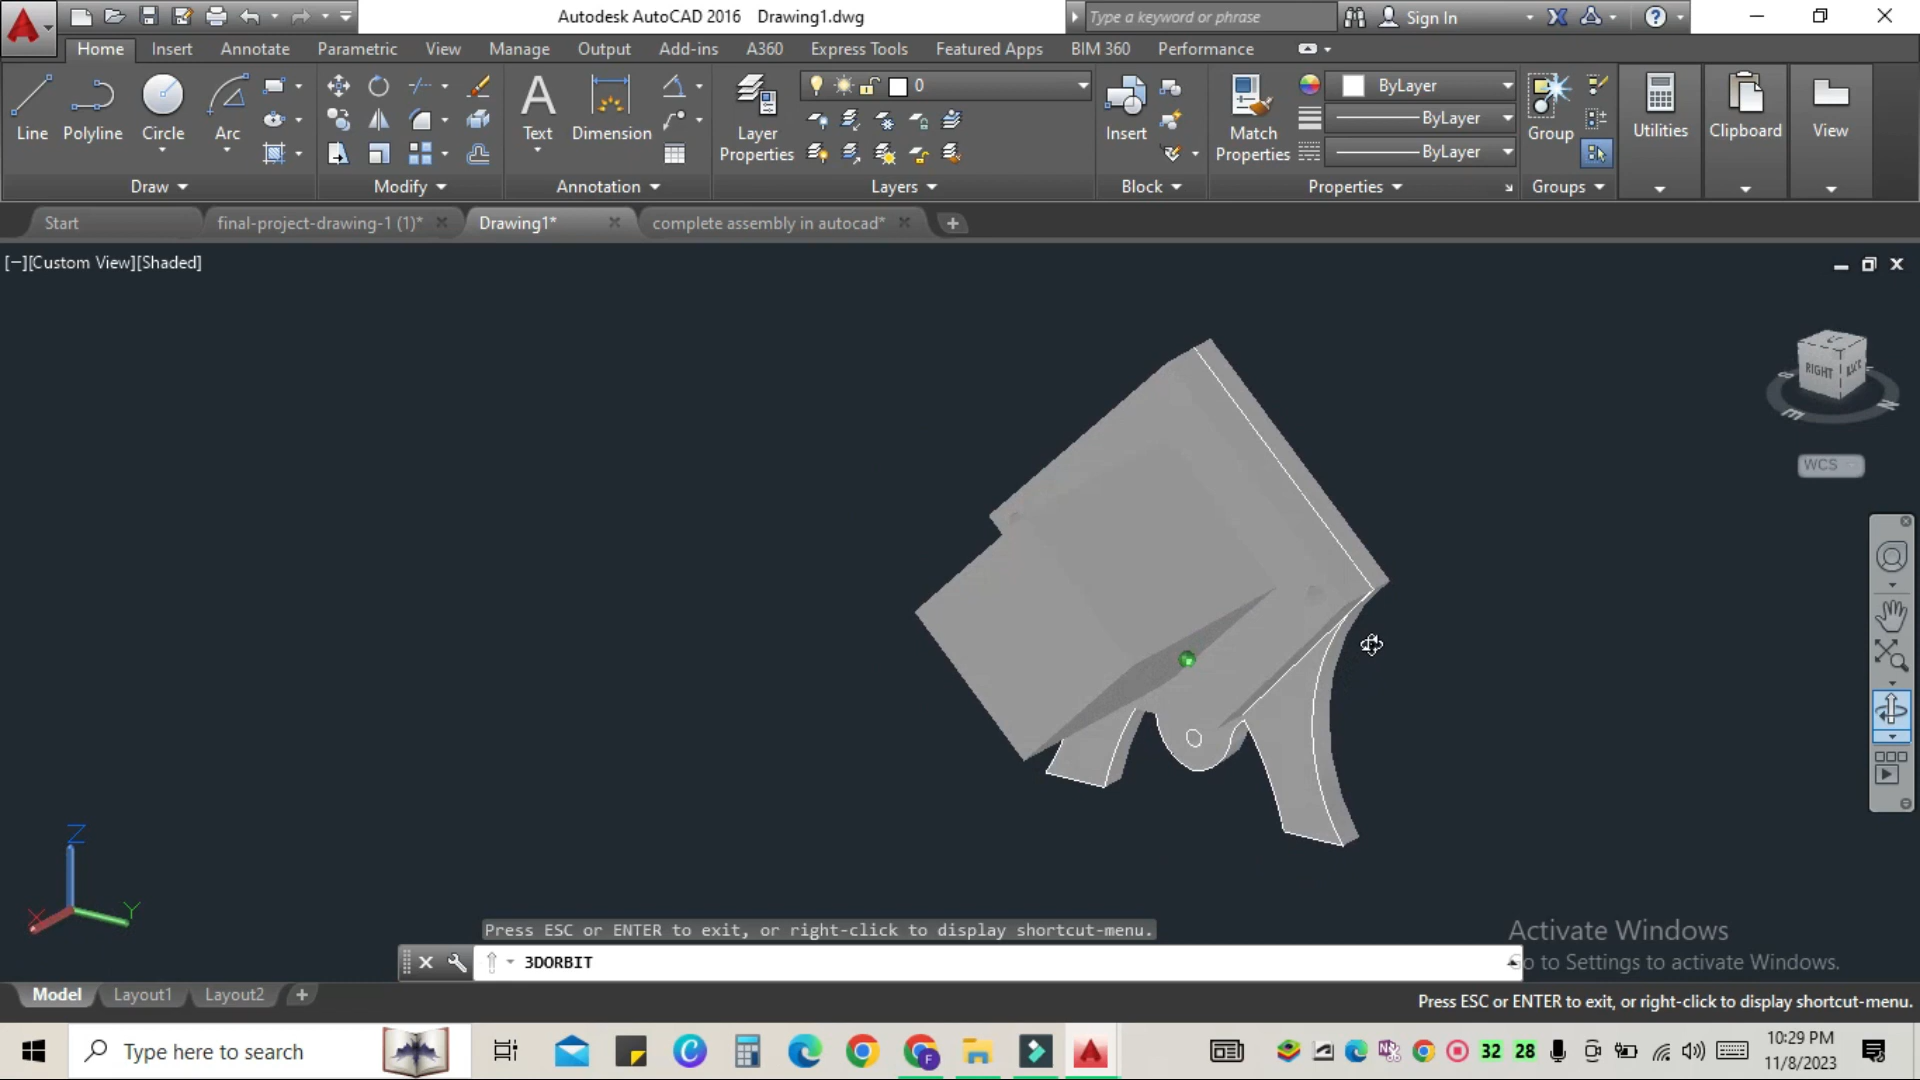 Autodesk AutoCAD 2016 Drawing1.dwg
Type a keyword or phrase
Sign In
Home Insert Annotate Parametric View Manage Output Add-ins A360 Express Tools Featured Apps BIM 360 Performance
Line Polyline Circle Arc
Text Dimension
Layer Properties
0
Insert
Match Properties
ByLayer
ByLayer
ByLayer
Group
Utilities
Clipboard
View
Draw Modify Annotation Layers Block Properties Groups
Start final-project-drawing-1 (1)* Drawing1* complete assembly in autocad*
[−][Custom View][Shaded]
RIGHT BACK
E N
WCS
Z
X Y
Press ESC or ENTER to exit, or right-click to display shortcut-menu.
3DORBIT
Activate Windows
Go to Settings to activate Windows.
Model Layout1 Layout2
Press ESC or ENTER to exit, or right-click to display shortcut-menu.
Type here to search
F
32 28
10:29 PM
11/8/2023